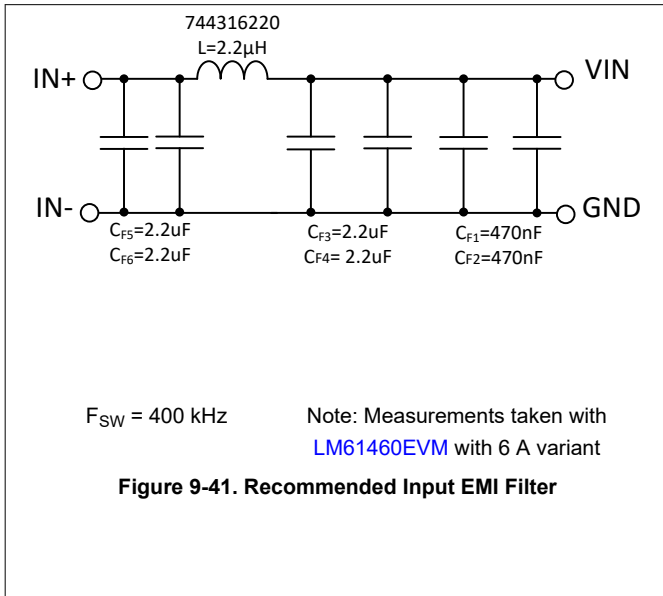 744316220
L=2.2µH
IN+
VIN
IN-
GND
CF5=2.2uF
CF6=2.2uF
CF3=2.2uF
CF4= 2.2uF
CF1=470nF
CF2=470nF
FSW = 400 kHz
Note: Measurements taken with
LM61460EVM with 6 A variant
Figure 9-41. Recommended Input EMI Filter